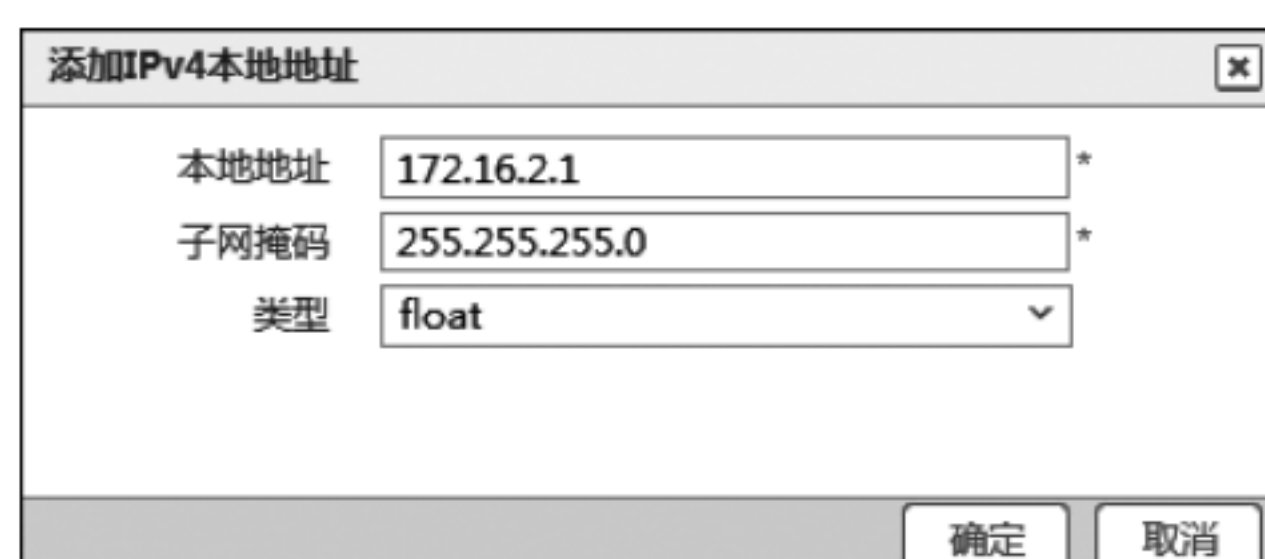 添加IPv4本地地址
本地地址 172.16.2.1 *
子网掩码 255.255.255.0 *
类型 float
确定 取消